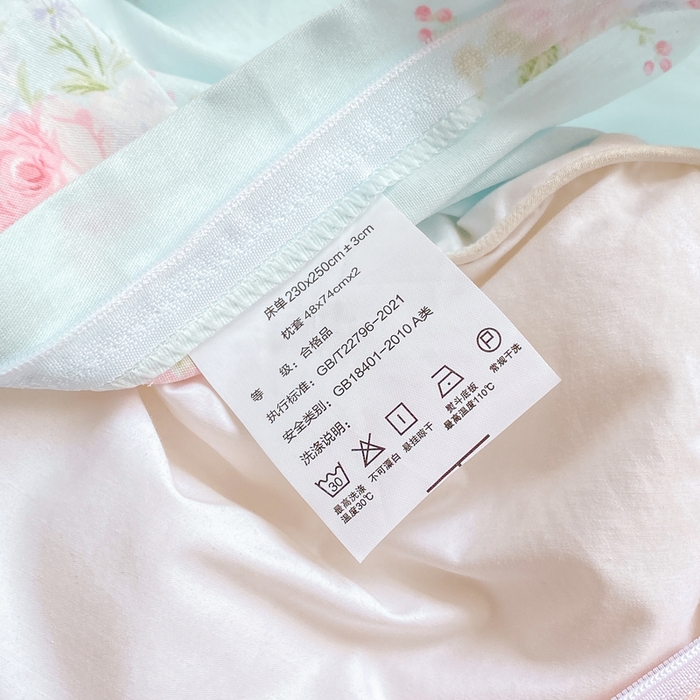 床单 230x250cm±3cm
枕套 48x74cmx2
等 级：合格品
执行标准：GB/T22796-2021
安全类别：GB18401-2010 A类
洗涤说明：
30
P
最高洗涤
温度30℃
不可漂白
悬挂晾干
熨斗底板
最高温度110℃
常规干洗